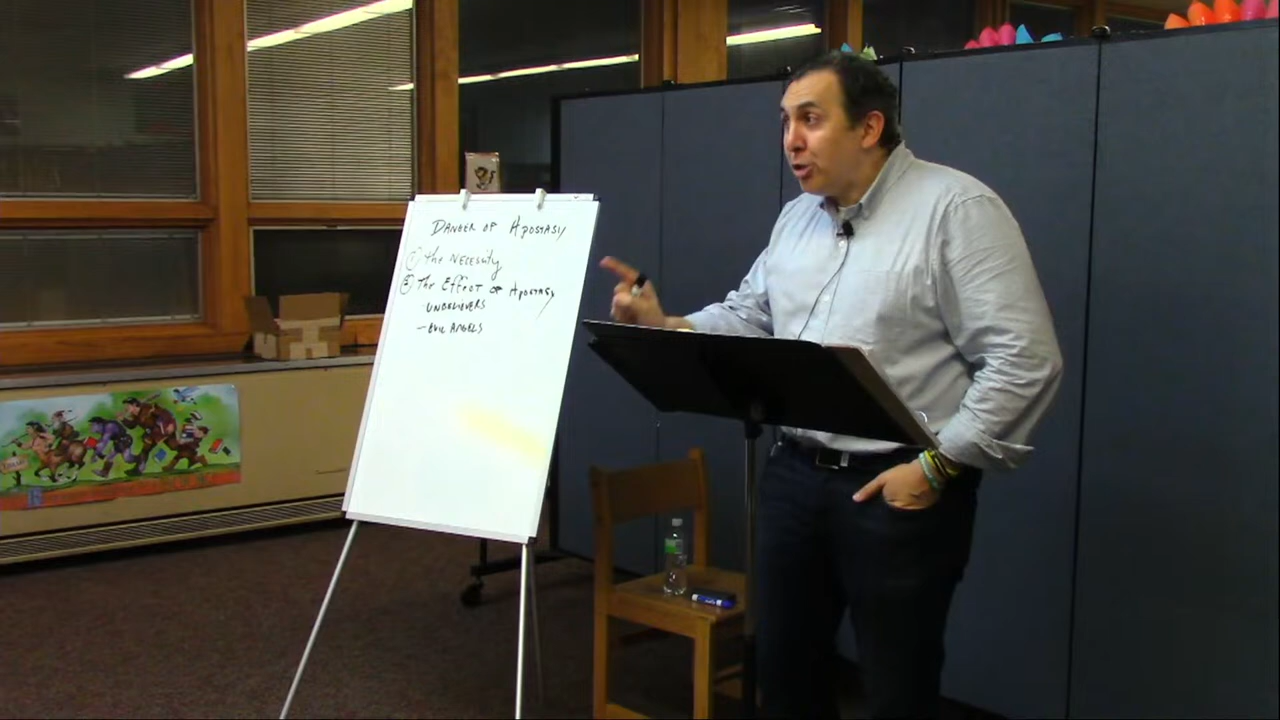 DANGER OF APOSTASY
① The NECESSITY
② The EFFECT OF APOSTASY
- UNBELIEVERS
- EVIL ANGELS